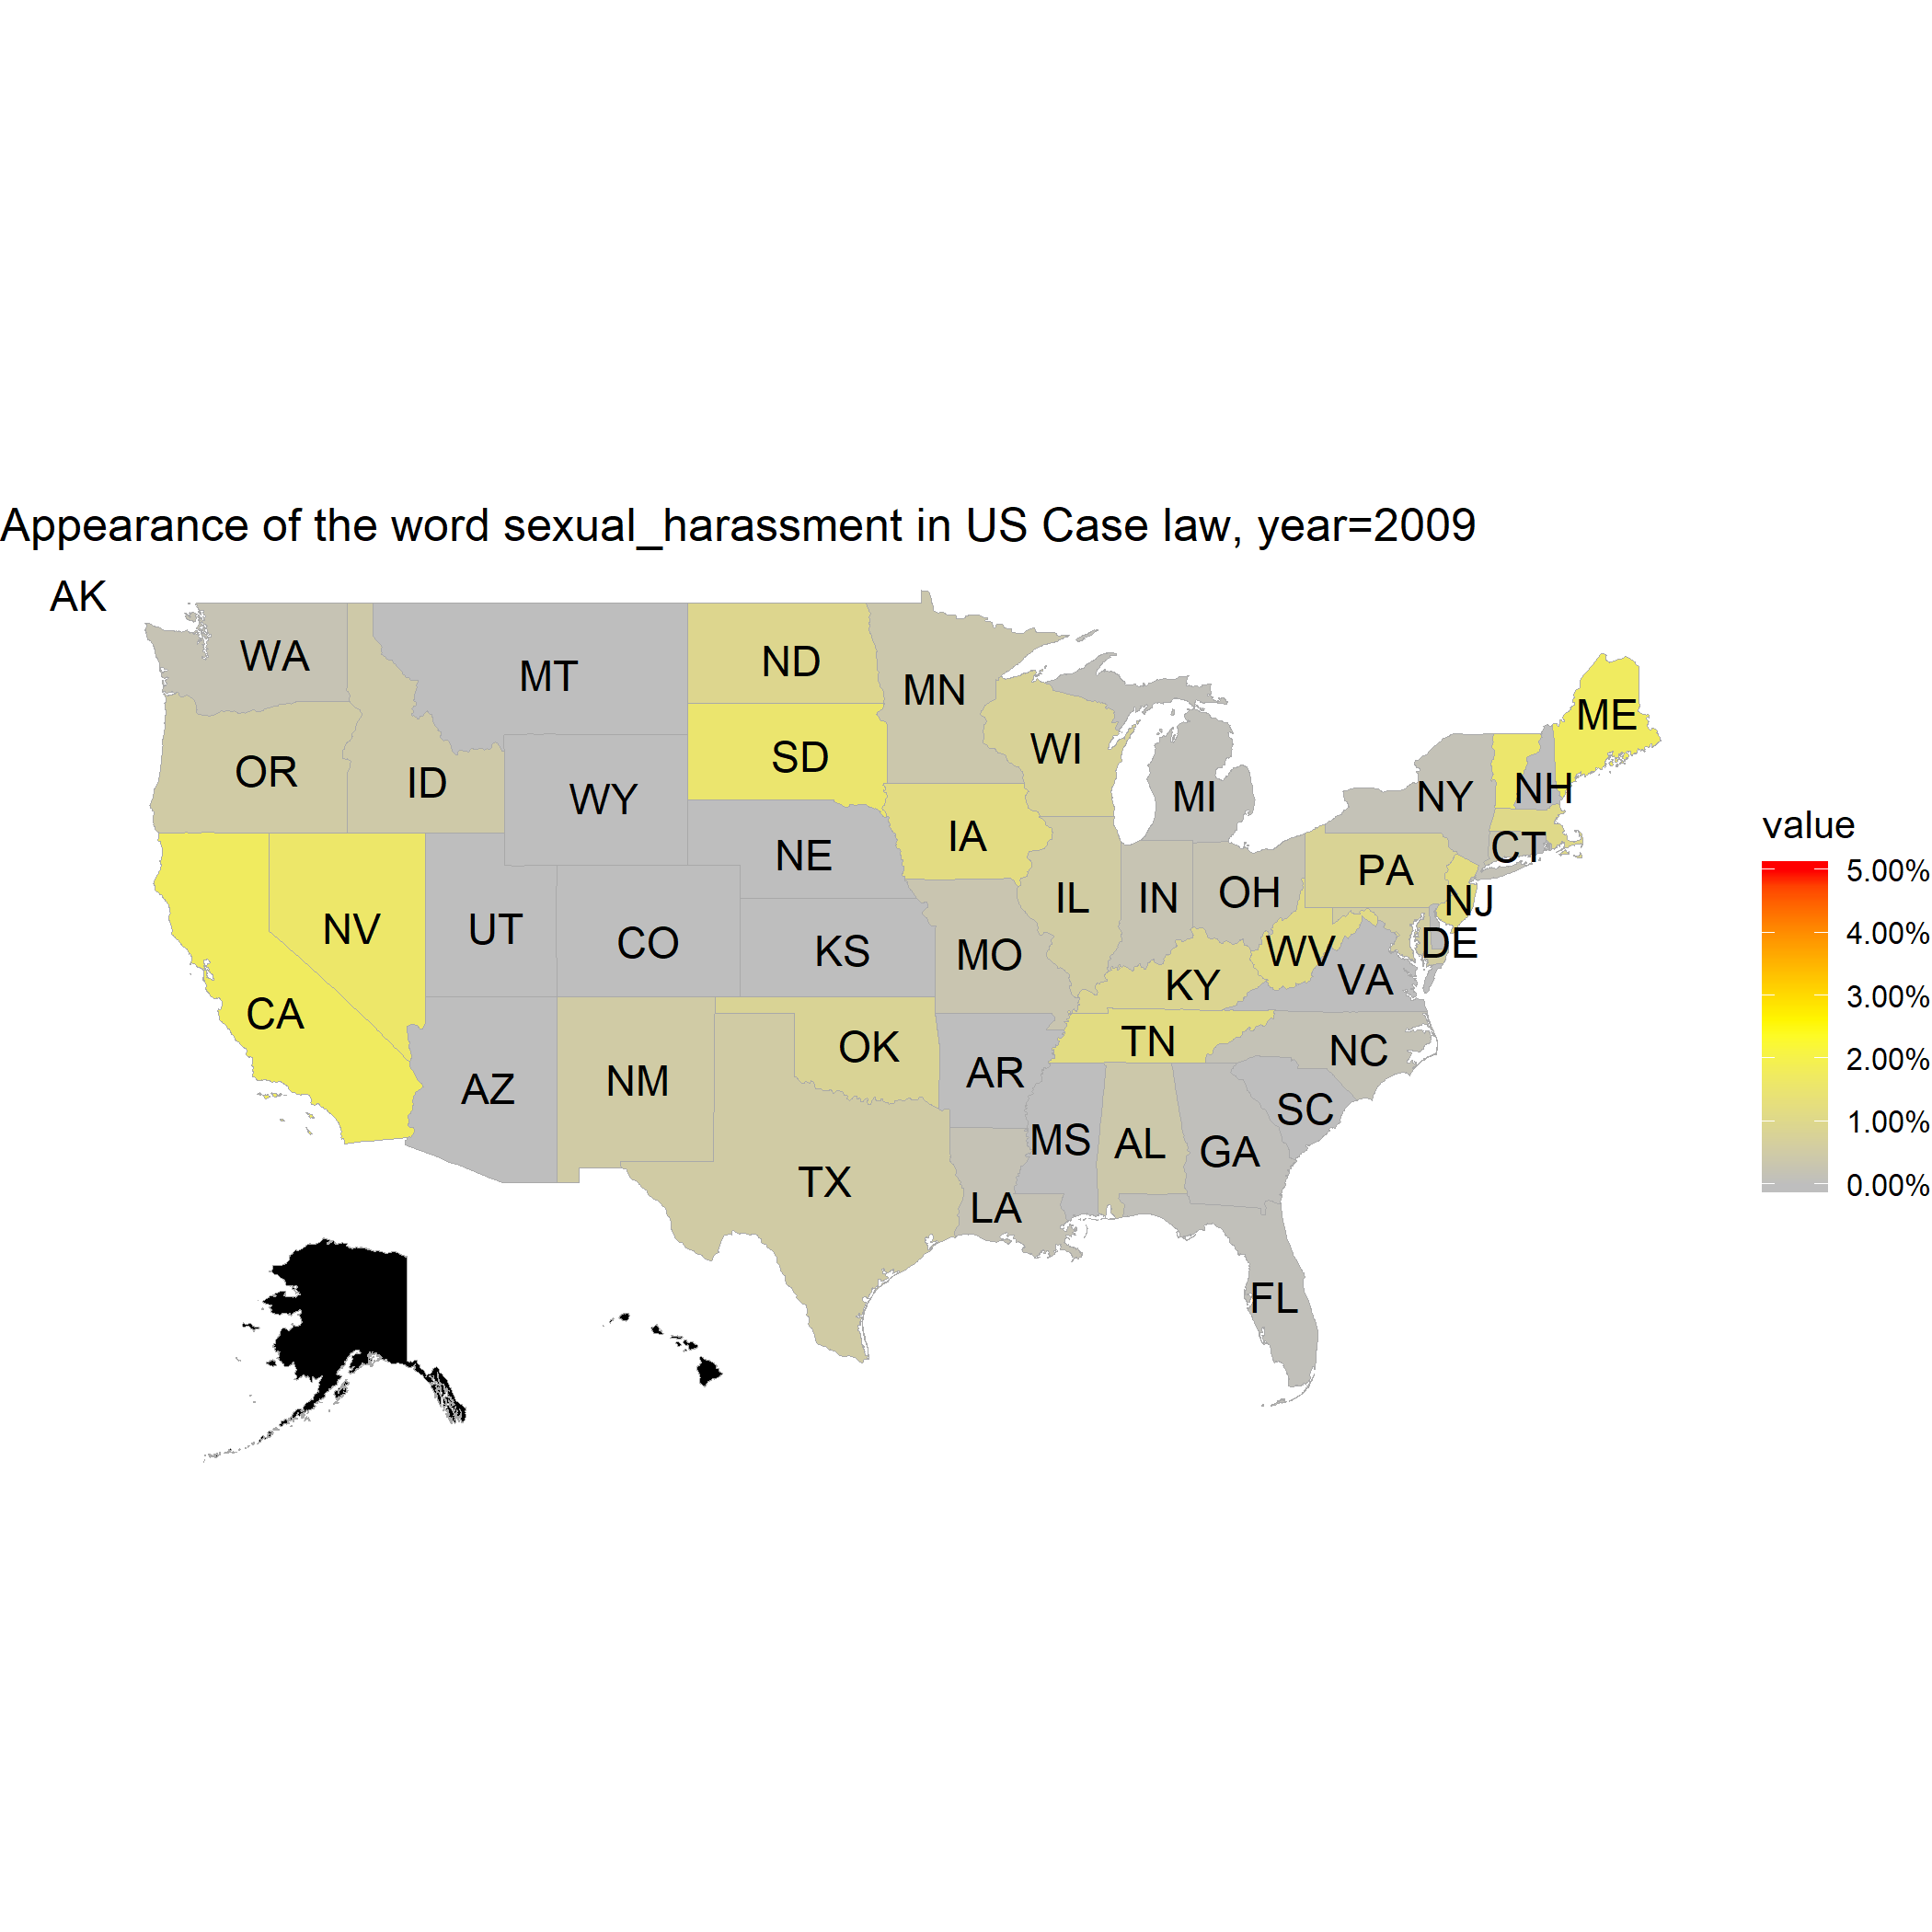 Appearance of the word sexual_harassment in US Case law, year=2009
AK
WA
MT
ND
MN
ME
OR
ID
SD
WI
WY
MI
NY
NH
IA
NE
CT
PA
NV
UT
CO
KS
IL
IN
OH
NJ
MO
WV
DE
VA
CA
KY
OK
TN
NC
AZ
NM
AR
SC
MS
AL
GA
TX
LA
FL
value
5.00%
4.00%
3.00%
2.00%
1.00%
0.00%